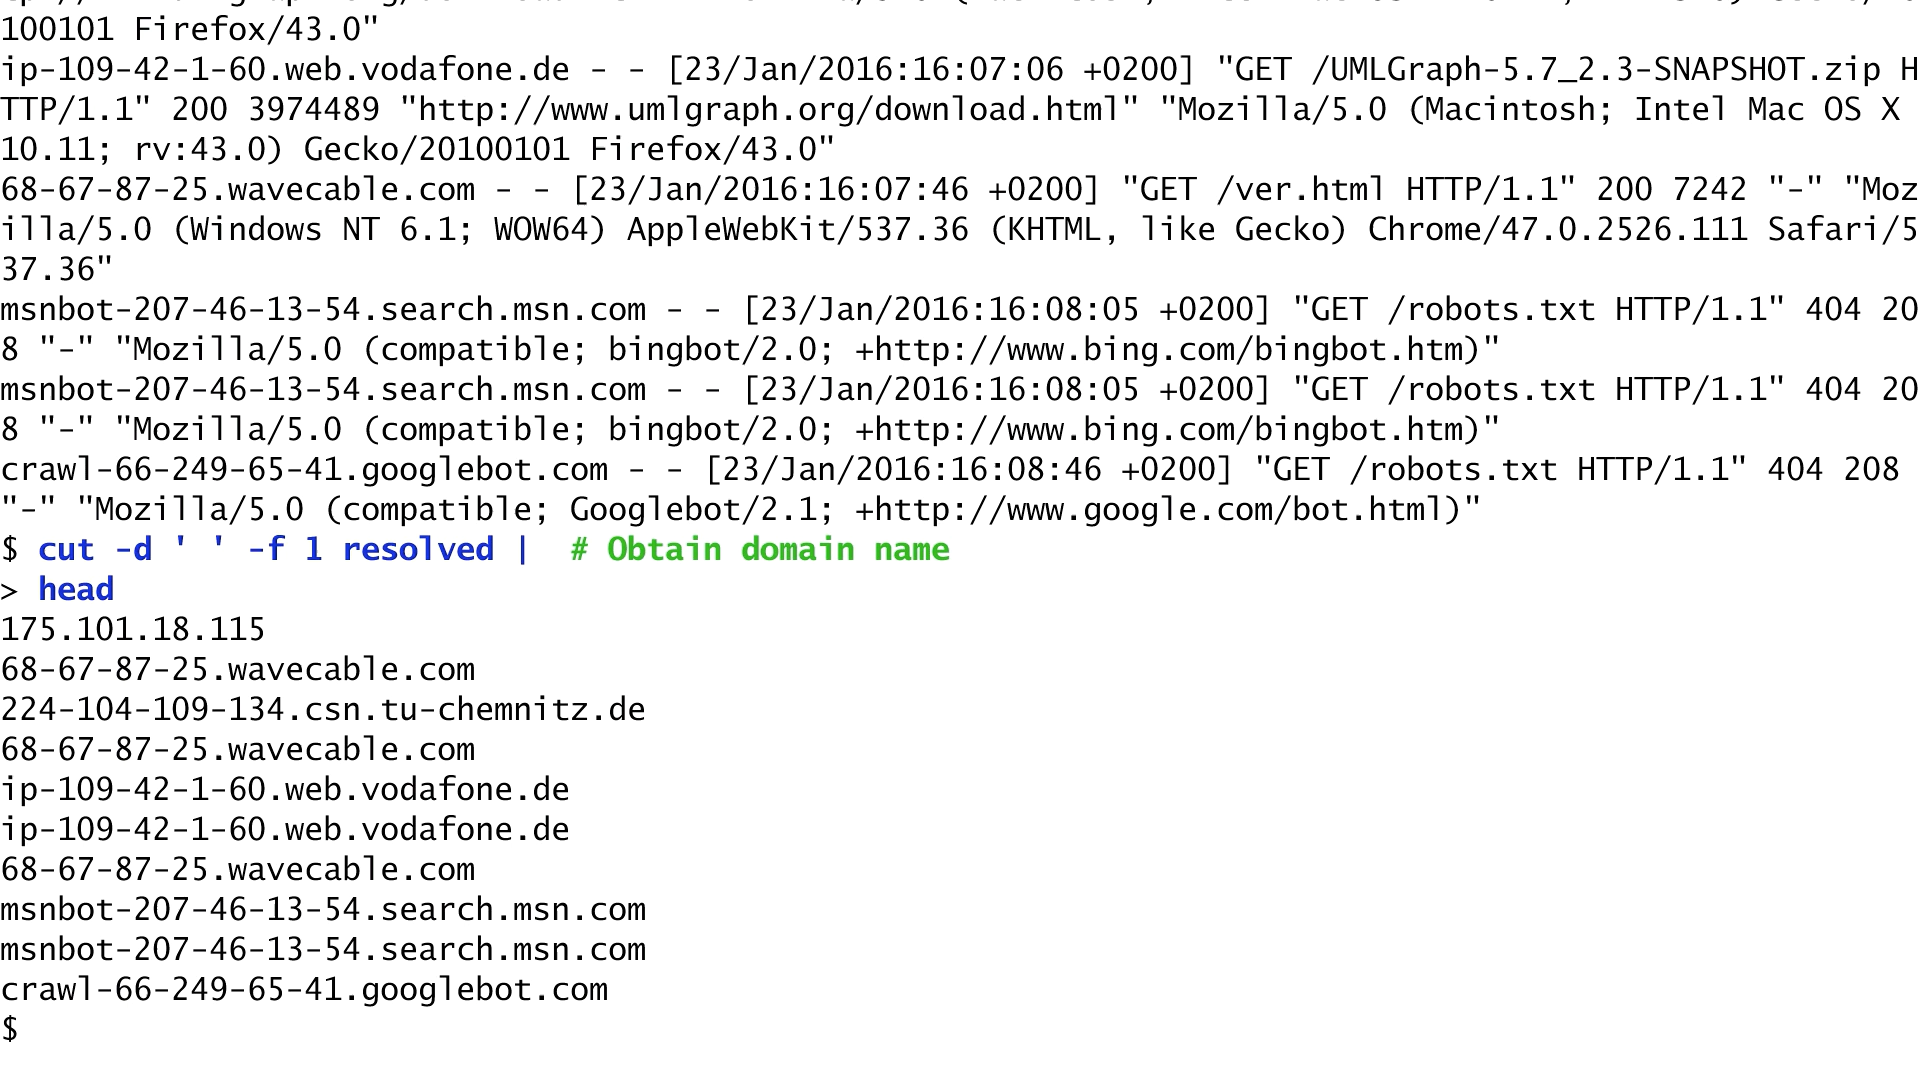 100101 Firefox/43.0"
ip-109-42-1-60.web.vodafone.de - - [23/Jan/2016:16:07:06 +0200] "GET /UMLGraph-5.7_2.3-SNAPSHOT.zip H
TTP/1.1" 200 3974489 "http://www.umlgraph.org/download.html" "Mozilla/5.0 (Macintosh; Intel Mac OS X
10.11; rv:43.0) Gecko/20100101 Firefox/43.0"
68-67-87-25.wavecable.com - - [23/Jan/2016:16:07:46 +0200] "GET /ver.html HTTP/1.1" 200 7242 "-" "Moz
illa/5.0 (Windows NT 6.1; WOW64) AppleWebKit/537.36 (KHTML, like Gecko) Chrome/47.0.2526.111 Safari/5
37.36"
msnbot-207-46-13-54.search.msn.com - - [23/Jan/2016:16:08:05 +0200] "GET /robots.txt HTTP/1.1" 404 20
8 "-" "Mozilla/5.0 (compatible; bingbot/2.0; +http://www.bing.com/bingbot.htm)"
msnbot-207-46-13-54.search.msn.com - - [23/Jan/2016:16:08:05 +0200] "GET /robots.txt HTTP/1.1" 404 20
8 "-" "Mozilla/5.0 (compatible; bingbot/2.0; +http://www.bing.com/bingbot.htm)"
crawl-66-249-65-41.googlebot.com - - [23/Jan/2016:16:08:46 +0200] "GET /robots.txt HTTP/1.1" 404 208
"-" "Mozilla/5.0 (compatible; Googlebot/2.1; +http://www.google.com/bot.html)"
$ cut -d ' ' -f 1 resolved |  # Obtain domain name
> head
175.101.18.115
68-67-87-25.wavecable.com
224-104-109-134.csn.tu-chemnitz.de
68-67-87-25.wavecable.com
ip-109-42-1-60.web.vodafone.de
ip-109-42-1-60.web.vodafone.de
68-67-87-25.wavecable.com
msnbot-207-46-13-54.search.msn.com
msnbot-207-46-13-54.search.msn.com
crawl-66-249-65-41.googlebot.com
$